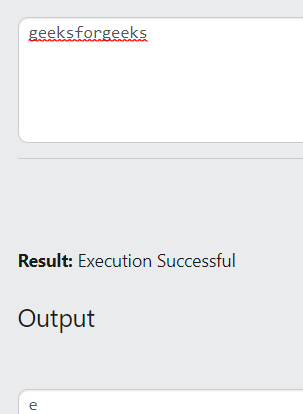 geeksforgeeks
Result: Execution Successful
Output
e